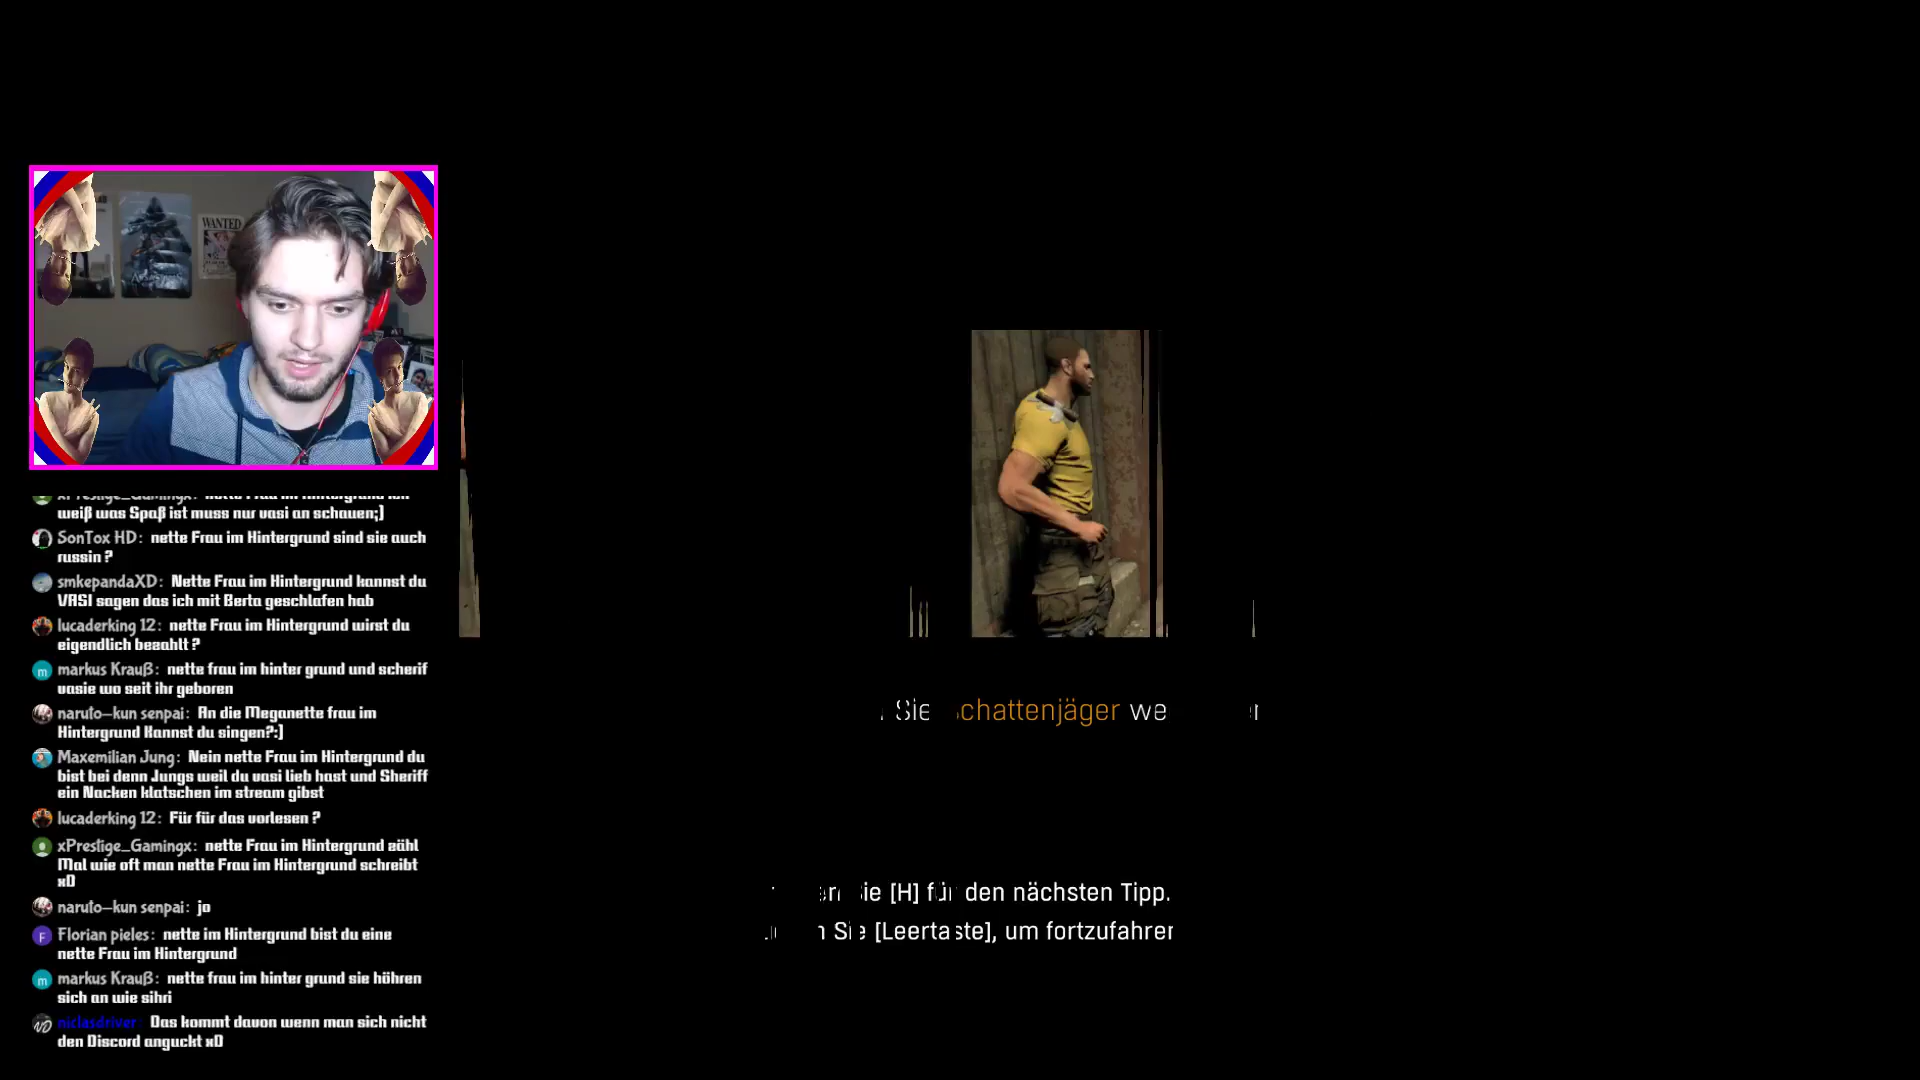 WANTED
weiß was Spaß ist muss nur vasi an schauen;)
SonTox HD: nette Frau im Hintergrund sind sie auch
russin ?
smkepandaXD: Nette Frau im Hintergrund kannst du
VASI sagen das ich mit Berta geschlafen hab
lucaderking 12: nette Frau im Hintergrund wirst du
eigendlich bezahlt ?
m markus Krauß: nette frau im hinter grund und scherif
vasie wo seit ihr geboren
naruto-kun senpai: An die Meganette frau im
Hintergrund Kannst du singen?:)
Maxemilian Jung: Nein nette Frau im Hintergrund du
bist bei denn Jungs weil du vasi lieb hast und Sheriff
ein Nacken klatschen im stream gibst
lucaderking 12: Für für das vorlesen ?
xPrestige_Gamingx: nette Frau im Hintergrund zähl
Mal wie oft man nette Frau im Hintergrund schreibt
xD
naruto-kun senpai: jo
F Florian pieles: nette im Hintergrund bist du eine
nette Frau im Hintergrund
m markus Krauß: nette frau im hinter grund sie höhren
sich an wie sihri
ND niclasdriver: Das kommt davon wenn man sich nicht
den Discord anguckt xD
Sie chattenjäger we
Sie [H] für den nächsten Tipp.
Sie [Leertaste], um fortzufahren